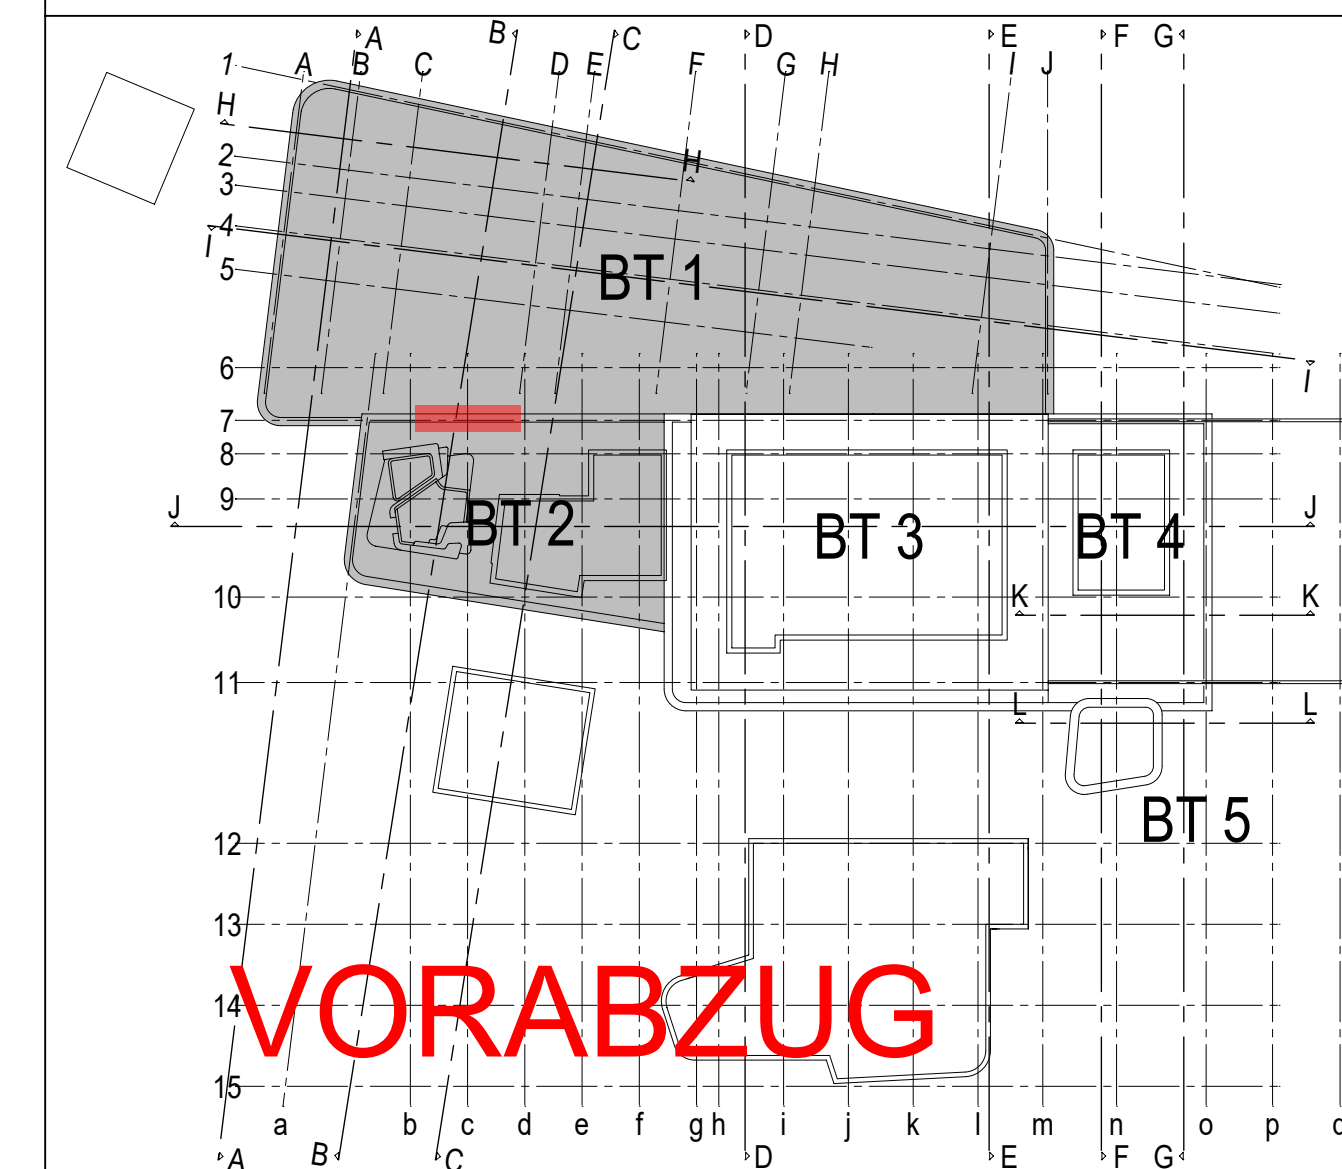 A B C D E F G
1 A B C D E F G H I J
H
2 H
3
4
I
5 BT 1
6
I
7
8
9
J BT 2 BT 3 BT 4 J
10 K K
11
L L
BT 5
12
13
VORABZUG
14
15
a b c d e f g h i j k l m n o p
A B C D E F G